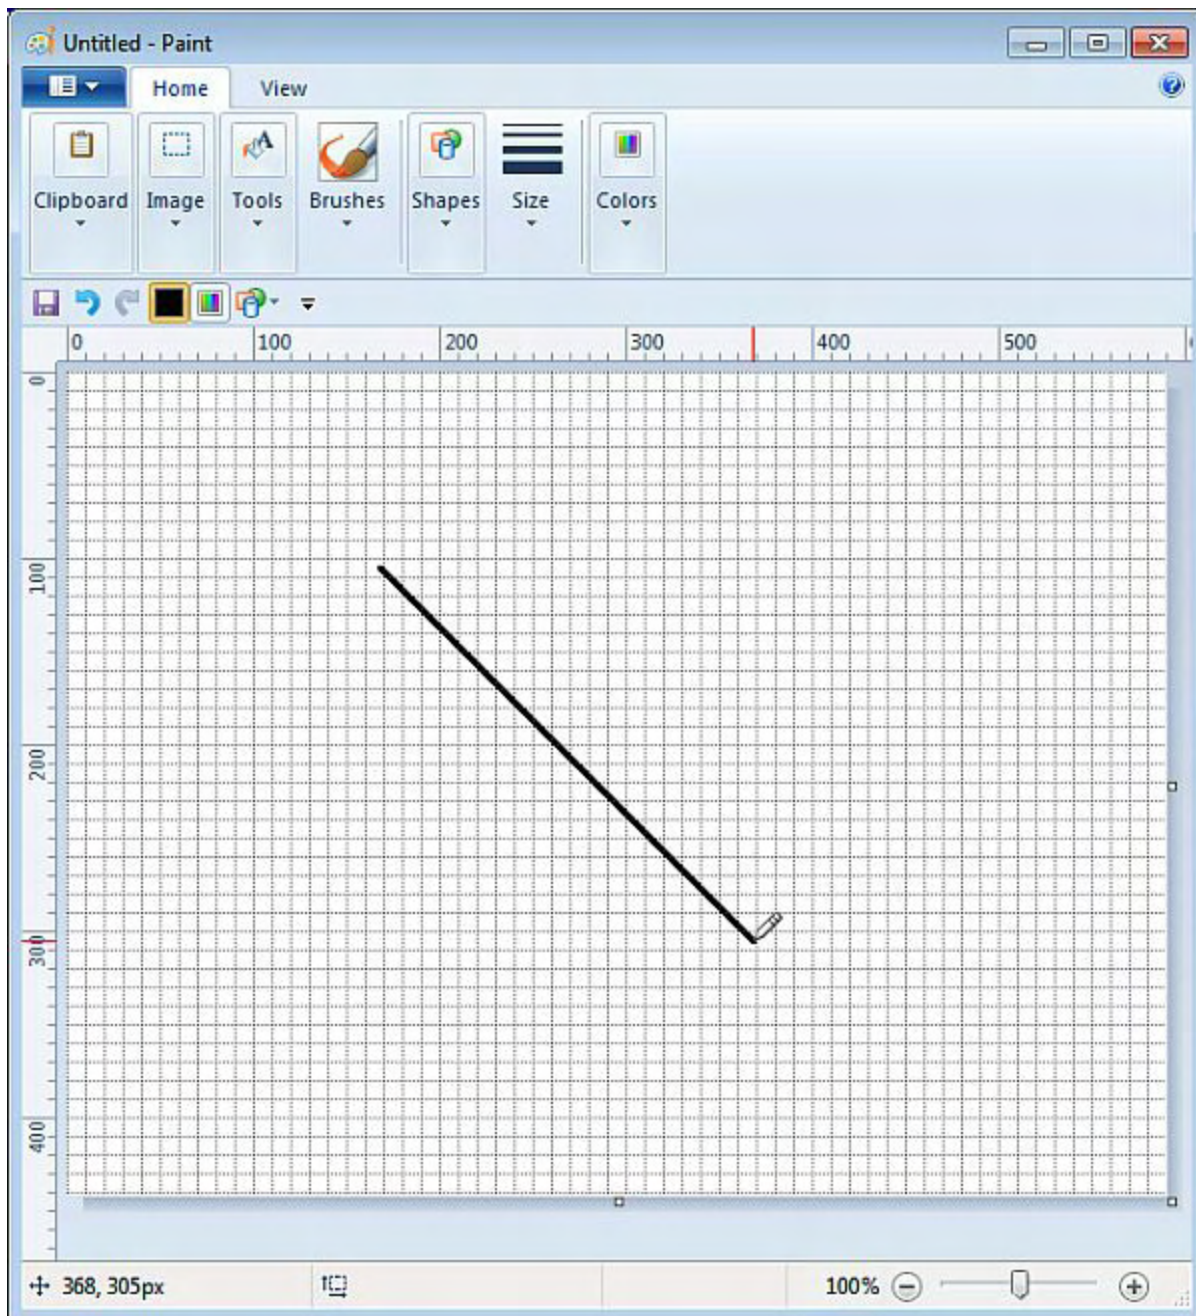 Untitled - Paint
Home View
Clipboard Image Tools Brushes Shapes Size Colors
0 100 200 300 400 500
0
100
200
300
400
368, 305px 100%